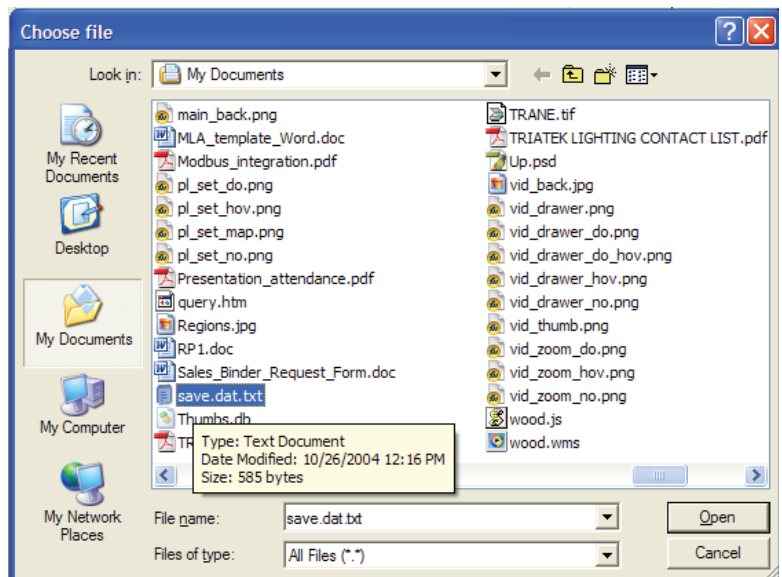 Choose file
Look in:
My Documents
My Recent
Documents
Desktop
My Documents
My Computer
My Network
Places
main_back.png
MLA_template_Word.doc
Modbus_integration.pdf
pl_set_do.png
pl_set_hov.png
pl_set_map.png
pl_set_no.png
Presentation_attendance.pdf
query.htm
Regions.jpg
RP1.doc
Sales_Binder_Request_Form.doc
save.dat.txt
Thumbs.db
TR
TRANE.tif
TRIATEK LIGHTING CONTACT LIST.pdf
Up.psd
vid_back.jpg
vid_drawer.png
vid_drawer_do.png
vid_drawer_do_hov.png
vid_drawer_hov.png
vid_drawer_no.png
vid_thumb.png
vid_zoom_do.png
vid_zoom_hov.png
vid_zoom_no.png
wood.js
wood.wms
Type: Text Document
Date Modified: 10/26/2004 12:16 PM
Size: 585 bytes
File name:
save.dat.txt
Open
Files of type:
All Files (*.*)
Cancel